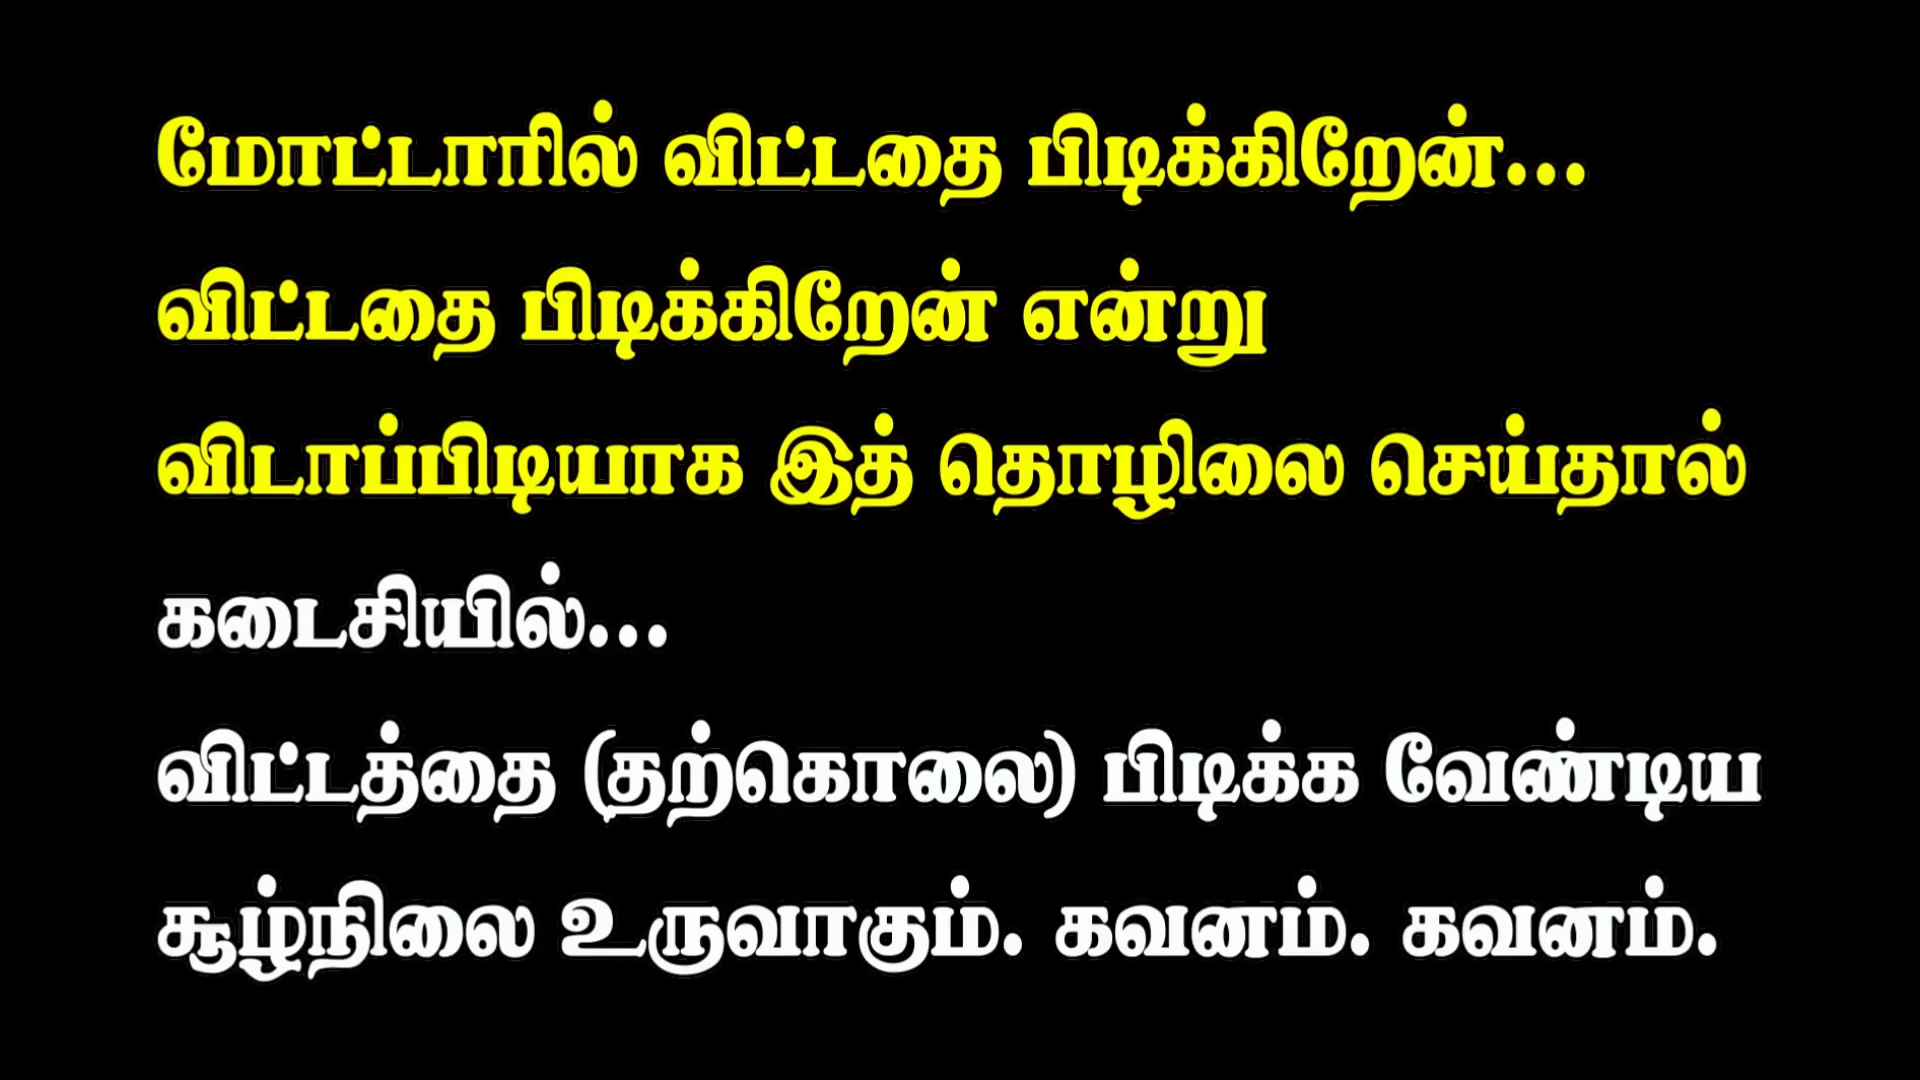 மோட்டாரில் விட்டதை பிடிக்கிறேன்...
விட்டதை பிடிக்கிறேன் என்று
விடாப்பிடியாக இத் தொழிலை செய்தால்
கடைசியில்...
விட்டத்தை (தற்கொலை) பிடிக்க வேண்டிய
சூழ்நிலை உருவாகும். கவனம். கவனம்.